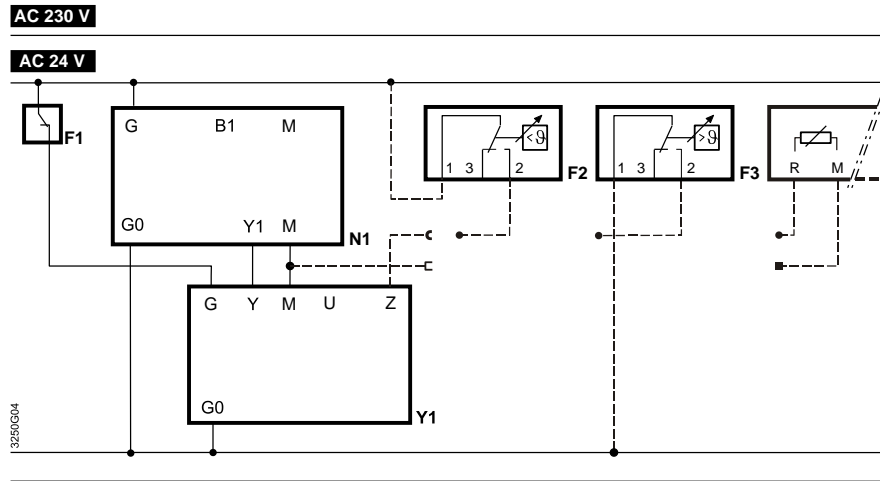 AC 230 V
AC 24 V
F1
G B1 M
G0 Y1 M
N1
1 3 2
<ϑ
F2
1 3 2
>ϑ
F3
R M
G Y M U Z
G0
Y1
3250G04